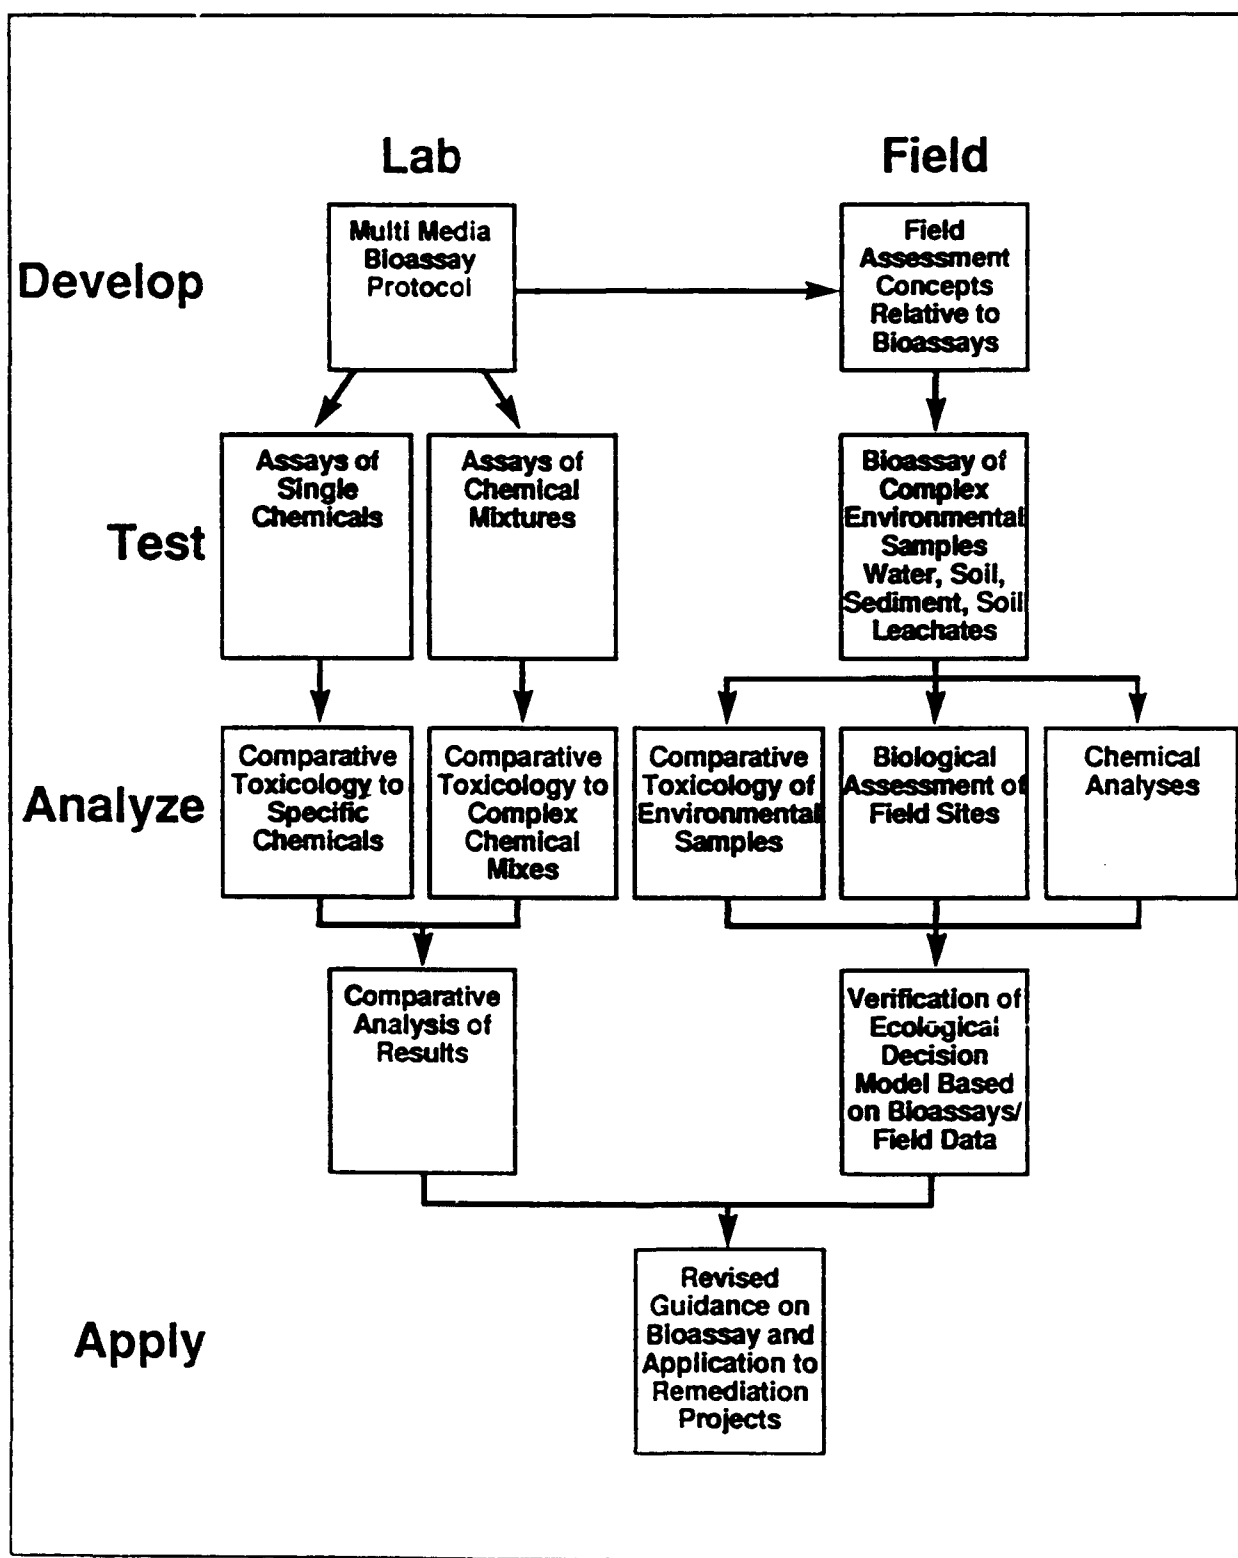 Lab
Field
Develop
Multi Media
Bioassay
Protocol
Field
Assessment
Concepts
Relative to
Bioassays
Test
Assays of
Single
Chemicals
Assays of
Chemical
Mixtures
Bioassay of
Complex
Environmental
Samples
Water, Soil,
Sediment, Soil
Leachates
Analyze
Comparative
Toxicology to
Specific
Chemicals
Comparative
Toxicology to
Complex
Chemical
Mixes
Comparative
Toxicology of
Environmental
Samples
Biological
Assessment of
Field Sites
Chemical
Analyses
Comparative
Analysis of
Results
Verification of
Ecological
Decision
Model Based
on Bioassays/
Field Data
Apply
Revised
Guidance on
Bioassay and
Application to
Remediation
Projects